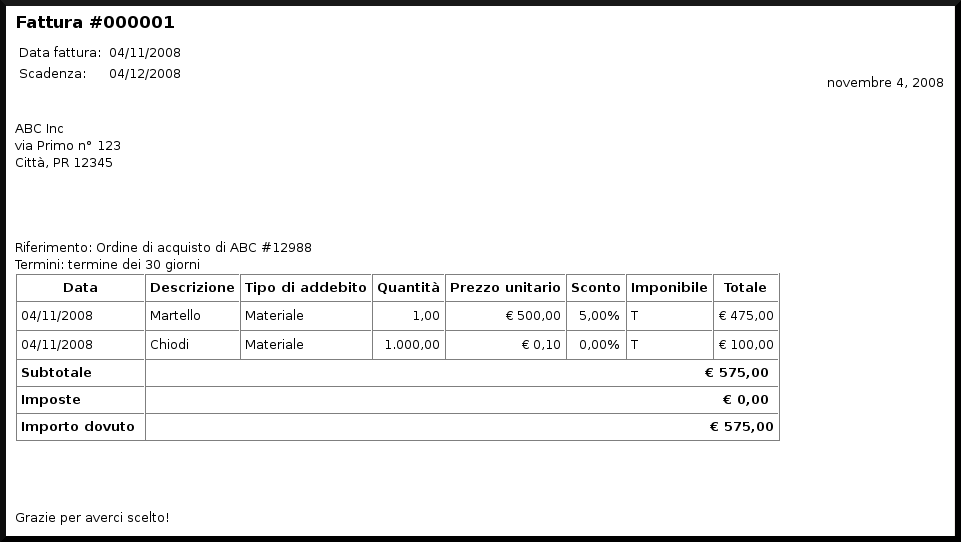 Fattura #000001
Data fattura: 04/11/2008
Scadenza: 04/12/2008
novembre 4, 2008
ABC Inc
via Primo n° 123
Città, PR 12345
Riferimento: Ordine di acquisto di ABC #12988
Termini: termine dei 30 giorni
Data Descrizione Tipo di addebito Quantità Prezzo unitario Sconto Imponibile Totale
04/11/2008 Martello Materiale 1,00 € 500,00 5,00% T € 475,00
04/11/2008 Chiodi Materiale 1.000,00 € 0,10 0,00% T € 100,00
Subtotale € 575,00
Imposte € 0,00
Importo dovuto € 575,00
Grazie per averci scelto!